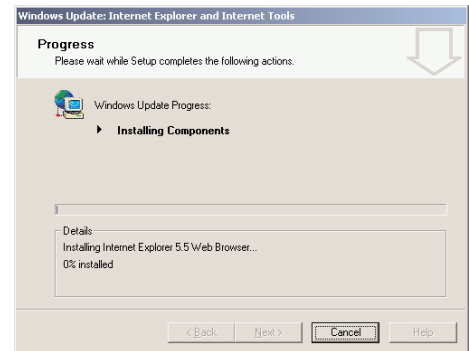 Windows Update: Internet Explorer and Internet Tools
Progress
Please wait while Setup completes the following actions.
Windows Update Progress:
Installing Components
Details
Installing Internet Explorer 5.5 Web Browser...
0% installed
< Back
Next >
Cancel
Help